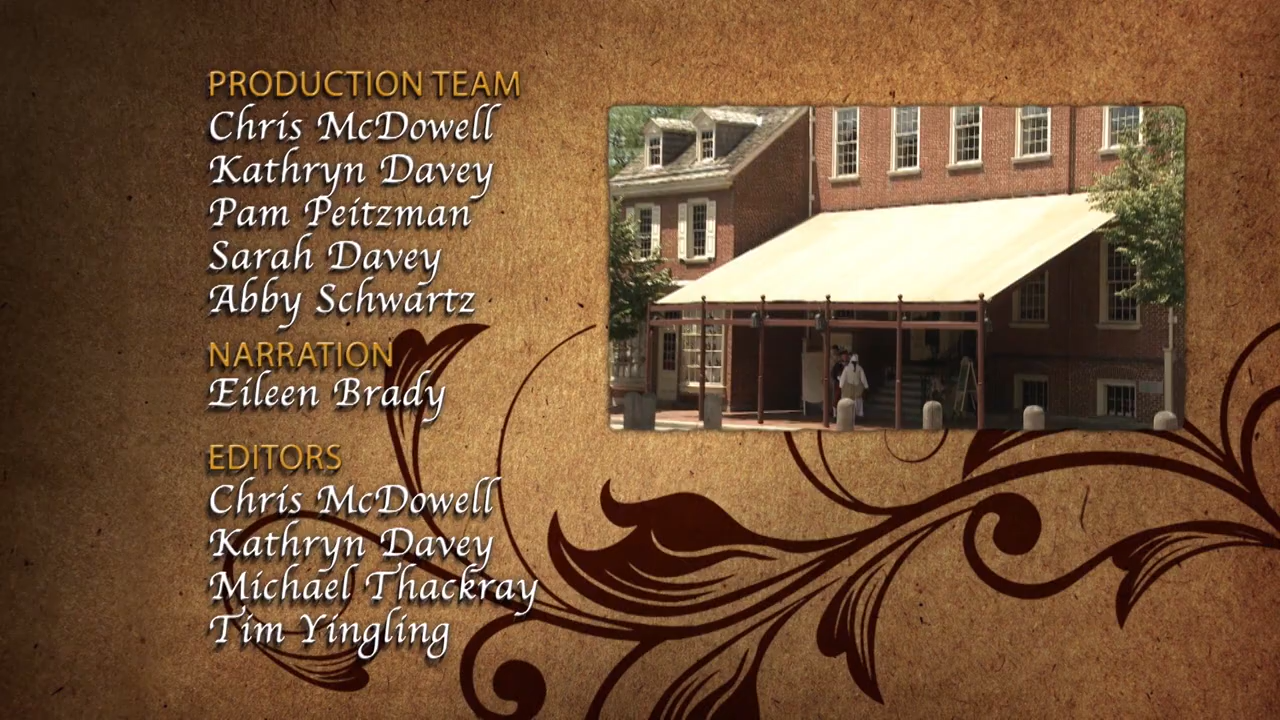 PRODUCTION TEAM
Chris McDowell
Kathryn Davey
Pam Peitzman
Sarah Davey
Abby Schwartz
NARRATION
Eileen Brady
EDITORS
Chris McDowell
Kathryn Davey
Michael Thackray
Tim Yingling